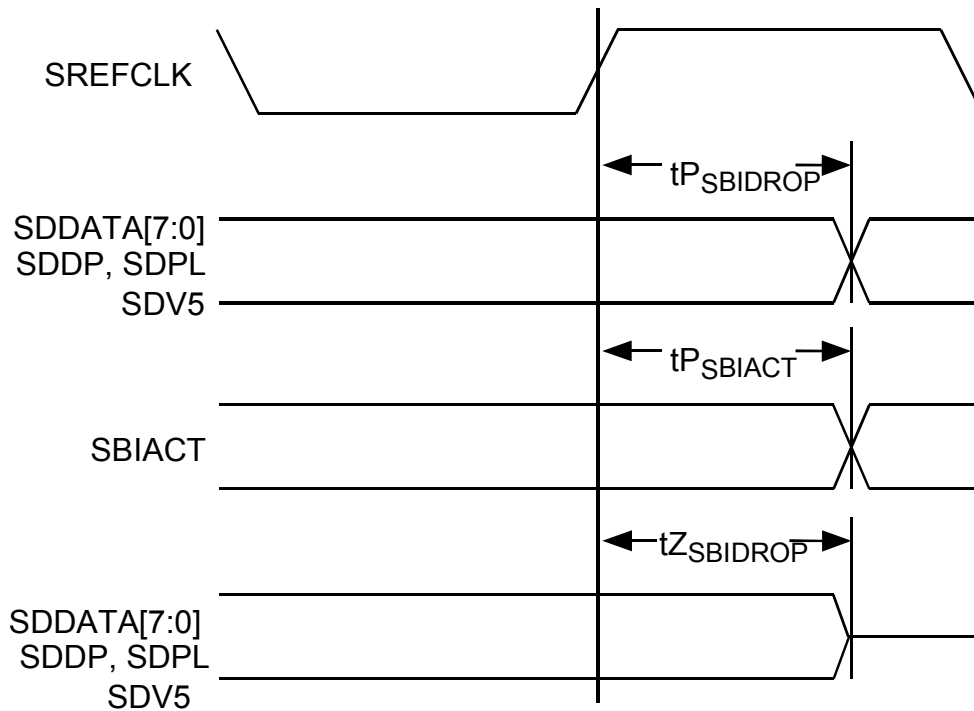 SREFCLK
tPSBIDROP
SDDATA[7:0]
SDDP, SDPL
SDV5
tPSBIACT
SBIACT
tZSBIDROP
SDDATA[7:0]
SDDP, SDPL
SDV5